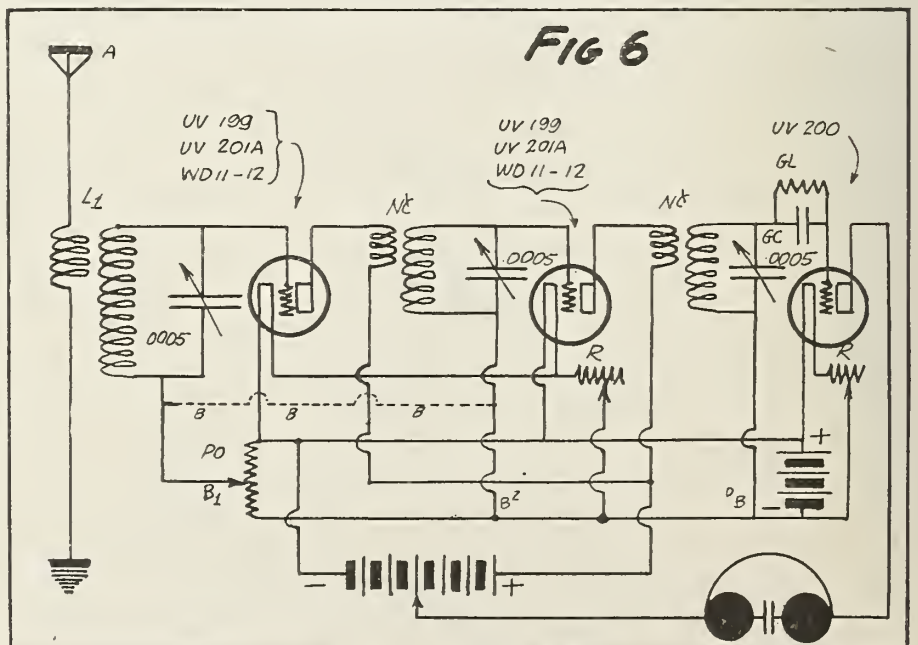 FIG 6
A
UV 199
UV 201A
WD 11-12
UV 199
UV 201A
WD 11-12
UV 200
GL
L1
NC
NC
GC
.0005
.0005
.0005
R
R
B B B
PO
B1
B2
DB
+
-
-
+